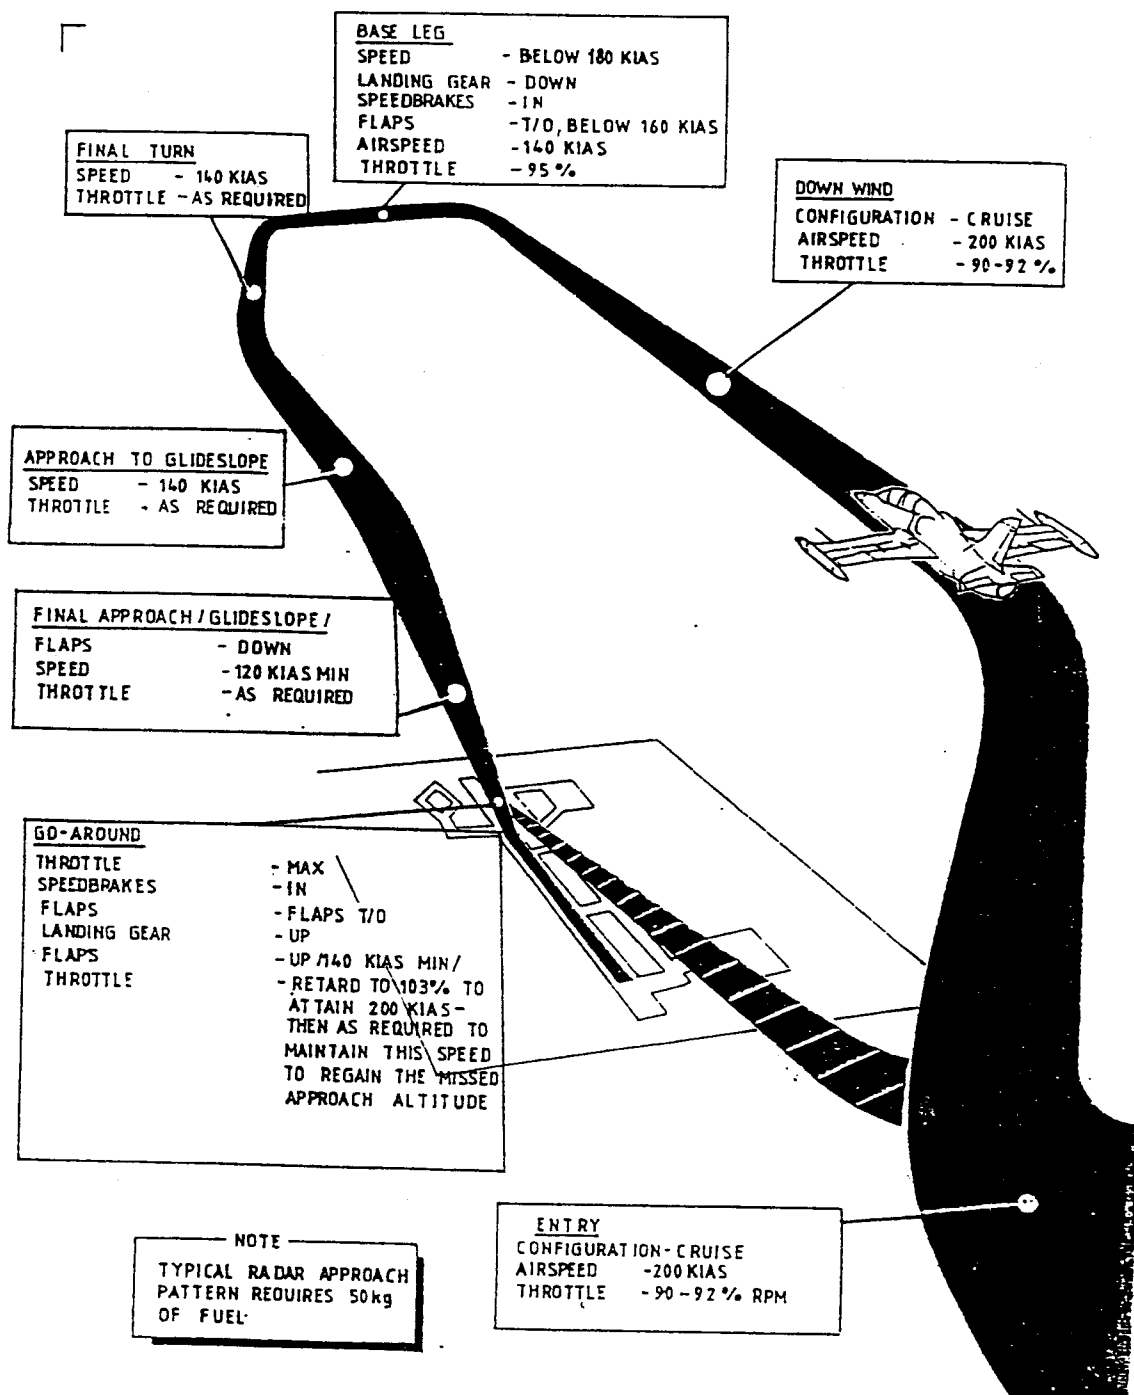 BASE LEG
SPEED - BELOW 180 KIAS
LANDING GEAR - DOWN
SPEEDBRAKES - IN
FLAPS - T/O, BELOW 160 KIAS
AIRSPEED - 140 KIAS
THROTTLE - 95 %
FINAL TURN
SPEED - 140 KIAS
THROTTLE - AS REQUIRED
DOWN WIND
CONFIGURATION - CRUISE
AIRSPEED - 200 KIAS
THROTTLE - 90-92 %
APPROACH TO GLIDESLOPE
SPEED - 140 KIAS
THROTTLE - AS REQUIRED
FINAL APPROACH / GLIDESLOPE /
FLAPS - DOWN
SPEED - 120 KIAS MIN
THROTTLE - AS REQUIRED
GO-AROUND
THROTTLE - MAX
SPEEDBRAKES - IN
FLAPS - FLAPS T/O
LANDING GEAR - UP
FLAPS - UP /140 KIAS MIN/
THROTTLE - RETARD TO 103% TO
ATTAIN 200 KIAS -
THEN AS REQUIRED TO
MAINTAIN THIS SPEED
TO REGAIN THE MISSED
APPROACH ALTITUDE
ENTRY
CONFIGURATION - CRUISE
AIRSPEED - 200 KIAS
THROTTLE - 90-92 % RPM
NOTE
TYPICAL RADAR APPROACH
PATTERN REQUIRES 50kg
OF FUEL